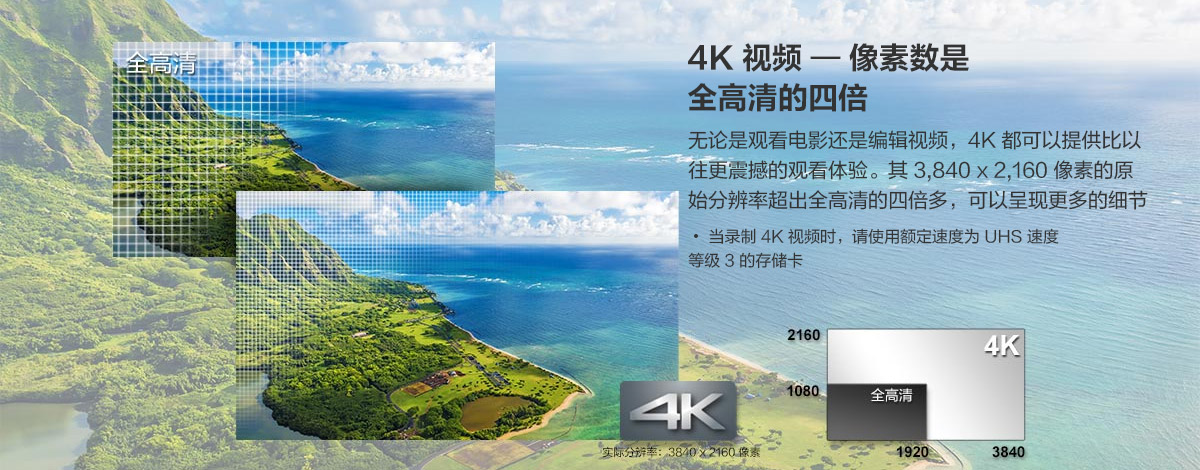 全高清
4K 视频 — 像素数是
全高清的四倍
无论是观看电影还是编辑视频，4K 都可以提供比以
往更震撼的观看体验。其 3,840 x 2,160 像素的原
始分辨率超出全高清的四倍多，可以呈现更多的细节
• 当录制 4K 视频时，请使用额定速度为 UHS 速度
等级 3 的存储卡
2160
4K
1080
全高清
1920
3840
4K
实际分辨率：3840 x 2160 像素